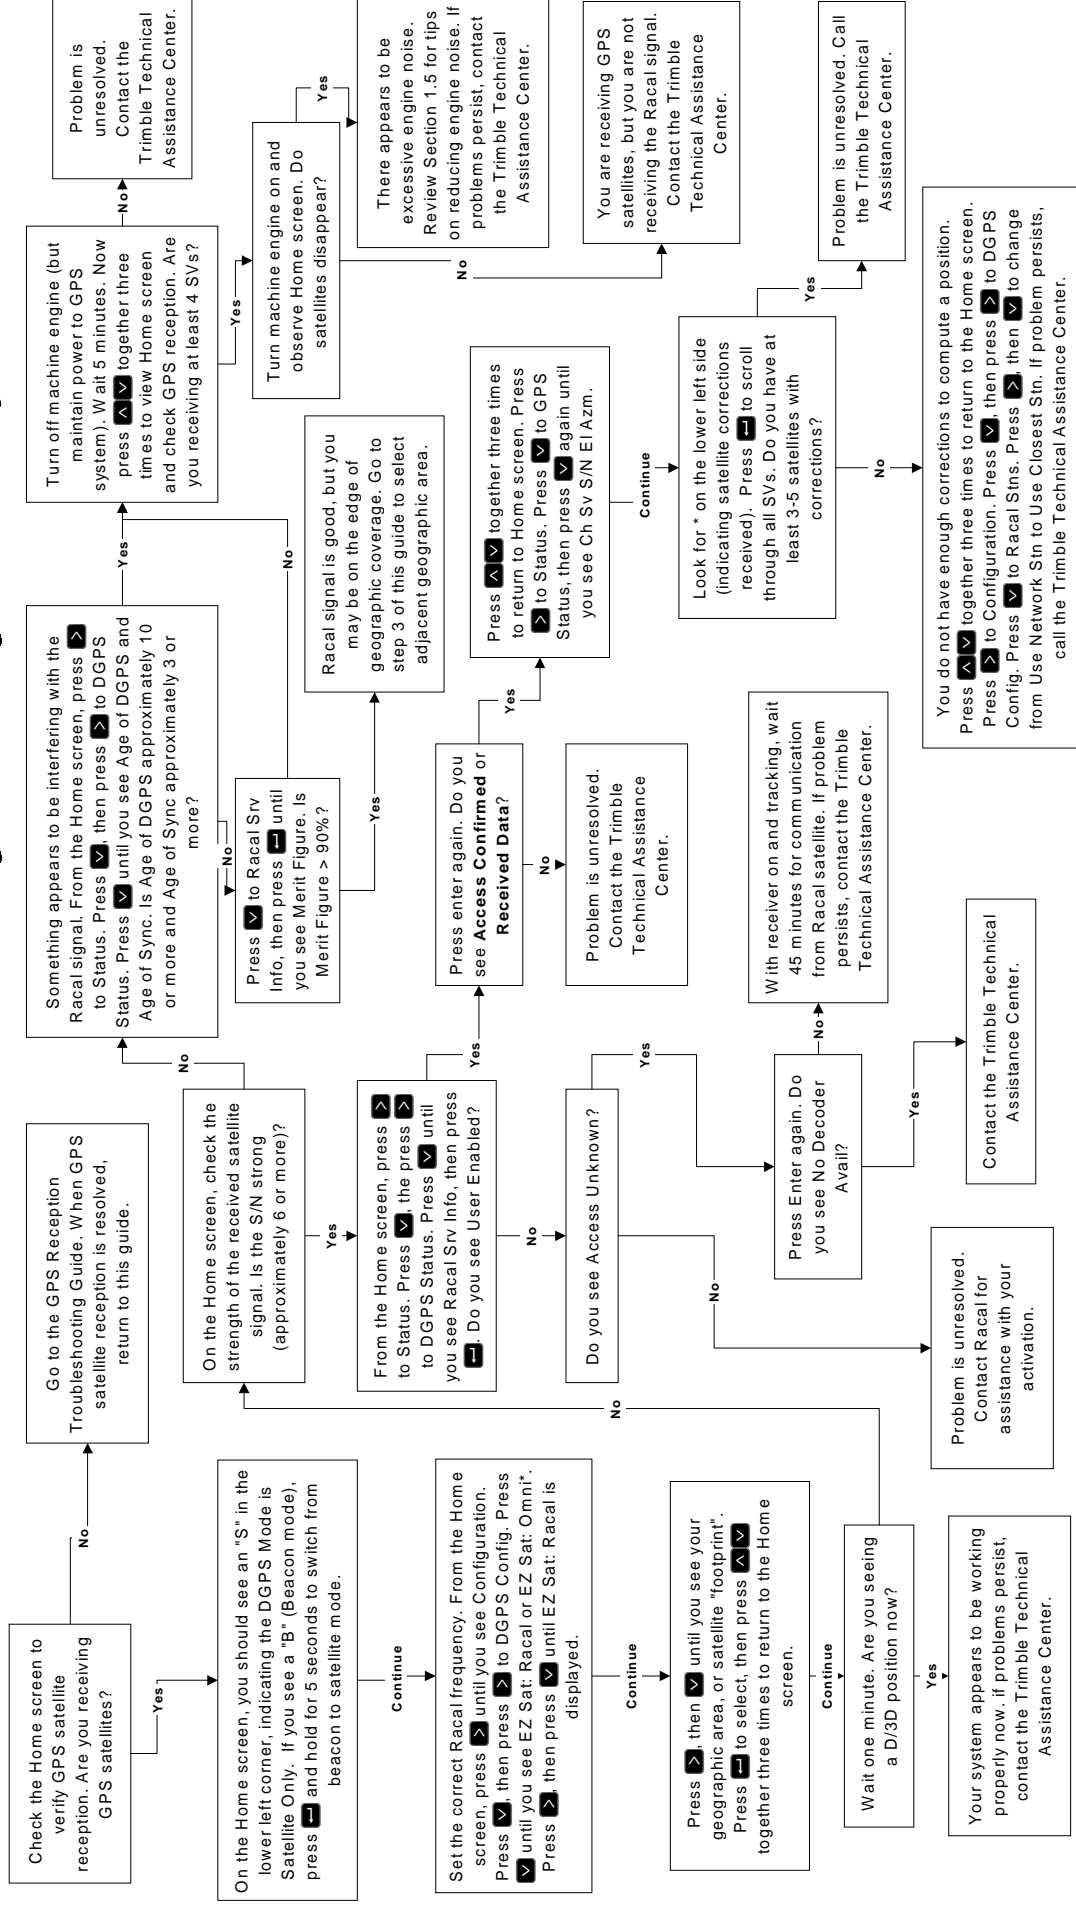 Check the Home screen to
verify GPS satellite
reception. Are you receiving
GPS satellites?
No
Go to the GPS Reception
Troubleshooting Guide. When GPS
satellite reception is resolved,
return to this guide.
Yes
On the Home screen, you should see an "S" in the
lower left corner, indicating the DGPS Mode is
Satellite Only. If you see a "B" (Beacon mode),
press ↵ and hold for 5 seconds to switch from
beacon to satellite mode.
Continue
Set the correct Racal frequency. From the Home
screen, press > until you see Configuration.
Press ∨, then press > to DGPS Config. Press
∨ until you see EZ Sat: Racal or EZ Sat: Omni*.
Press >, then press ∨ until EZ Sat: Racal is
displayed.
Continue
Press >, then ∨ until you see your
geographic area, or satellite "footprint".
Press ↵ to select, then press ∧ ∨
together three times to return to the Home
screen.
Continue
Wait one minute. Are you seeing
a D/3D position now?
Yes
Your system appears to be working
properly now. if problems persist,
contact the Trimble Technical
Assistance Center.
No
On the Home screen, check the
strength of the received satellite
signal. Is the S/N strong
(approximately 6 or more)?
No
Yes
From the Home screen, press >
to Status. Press ∨, the press >
to DGPS Status. Press ∨ until
you see Racal Srv Info, then press
↵. Do you see User Enabled?
Yes
No
Do you see Access Unknown?
Yes
No
Problem is unresolved.
Contact Racal for
assistance with your
activation.
Press Enter again. Do
you see No Decoder
Avail?
No
Yes
With receiver on and tracking, wait
45 minutes for communication
from Racal satellite. If problem
persists, contact the Trimble
Technical Assistance Center.
Contact the Trimble Technical
Assistance Center.
Something appears to be interfering with the
Racal signal. From the Home screen, press >
to Status. Press ∨, then press > to DGPS
Status. Press ∨ until you see Age of DGPS and
Age of Sync. Is Age of DGPS approximately 10
or more and Age of Sync approximately 3 or
more?
Yes
No
Press ∨ to Racal Srv
Info, then press ↵ until
you see Merit Figure. Is
Merit Figure > 90%?
No
Yes
Racal signal is good, but you
may be on the edge of
geographic coverage. Go to
step 3 of this guide to select
adjacent geographic area.
Press enter again. Do you
see Access Confirmed or
Received Data?
Yes
No
Problem is unresolved.
Contact the Trimble
Technical Assistance
Center.
Press ∧ ∨ together three times
to return to Home screen. Press
> to Status. Press ∨ to GPS
Status, then press ∨ again until
you see Ch Sv S/N El Azm.
Continue
Look for * on the lower left side
(indicating satellite corrections
received). Press ↵ to scroll
through all SVs. Do you have at
least 3-5 satellites with
corrections?
Yes
No
Problem is unresolved. Call
the Trimble Technical
Assistance Center.
You do not have enough corrections to compute a position.
Press ∧ ∨ together three times to return to the Home screen.
Press > to Configuration. Press ∨, then press > to DGPS
Config. Press ∨ to Racal Stns. Press >, then ∨ to change
from Use Network Stn to Use Closest Stn. If problem persists,
call the Trimble Technical Assistance Center.
Turn off machine engine (but
maintain power to GPS
system). Wait 5 minutes. Now
press ∧ ∨ together three
times to view Home screen
and check GPS reception. Are
you receiving at least 4 SVs?
No
Yes
Problem is
unresolved.
Contact the
Trimble Technical
Assistance Center.
Turn machine engine on and
observe Home screen. Do
satellites disappear?
Yes
No
There appears to be
excessive engine noise.
Review Section 1.5 for tips
on reducing engine noise. If
problems persist, contact
the Trimble Technical
Assistance Center.
You are receiving GPS
satellites, but you are not
receiving the Racal signal.
Contact the Trimble
Technical Assistance
Center.